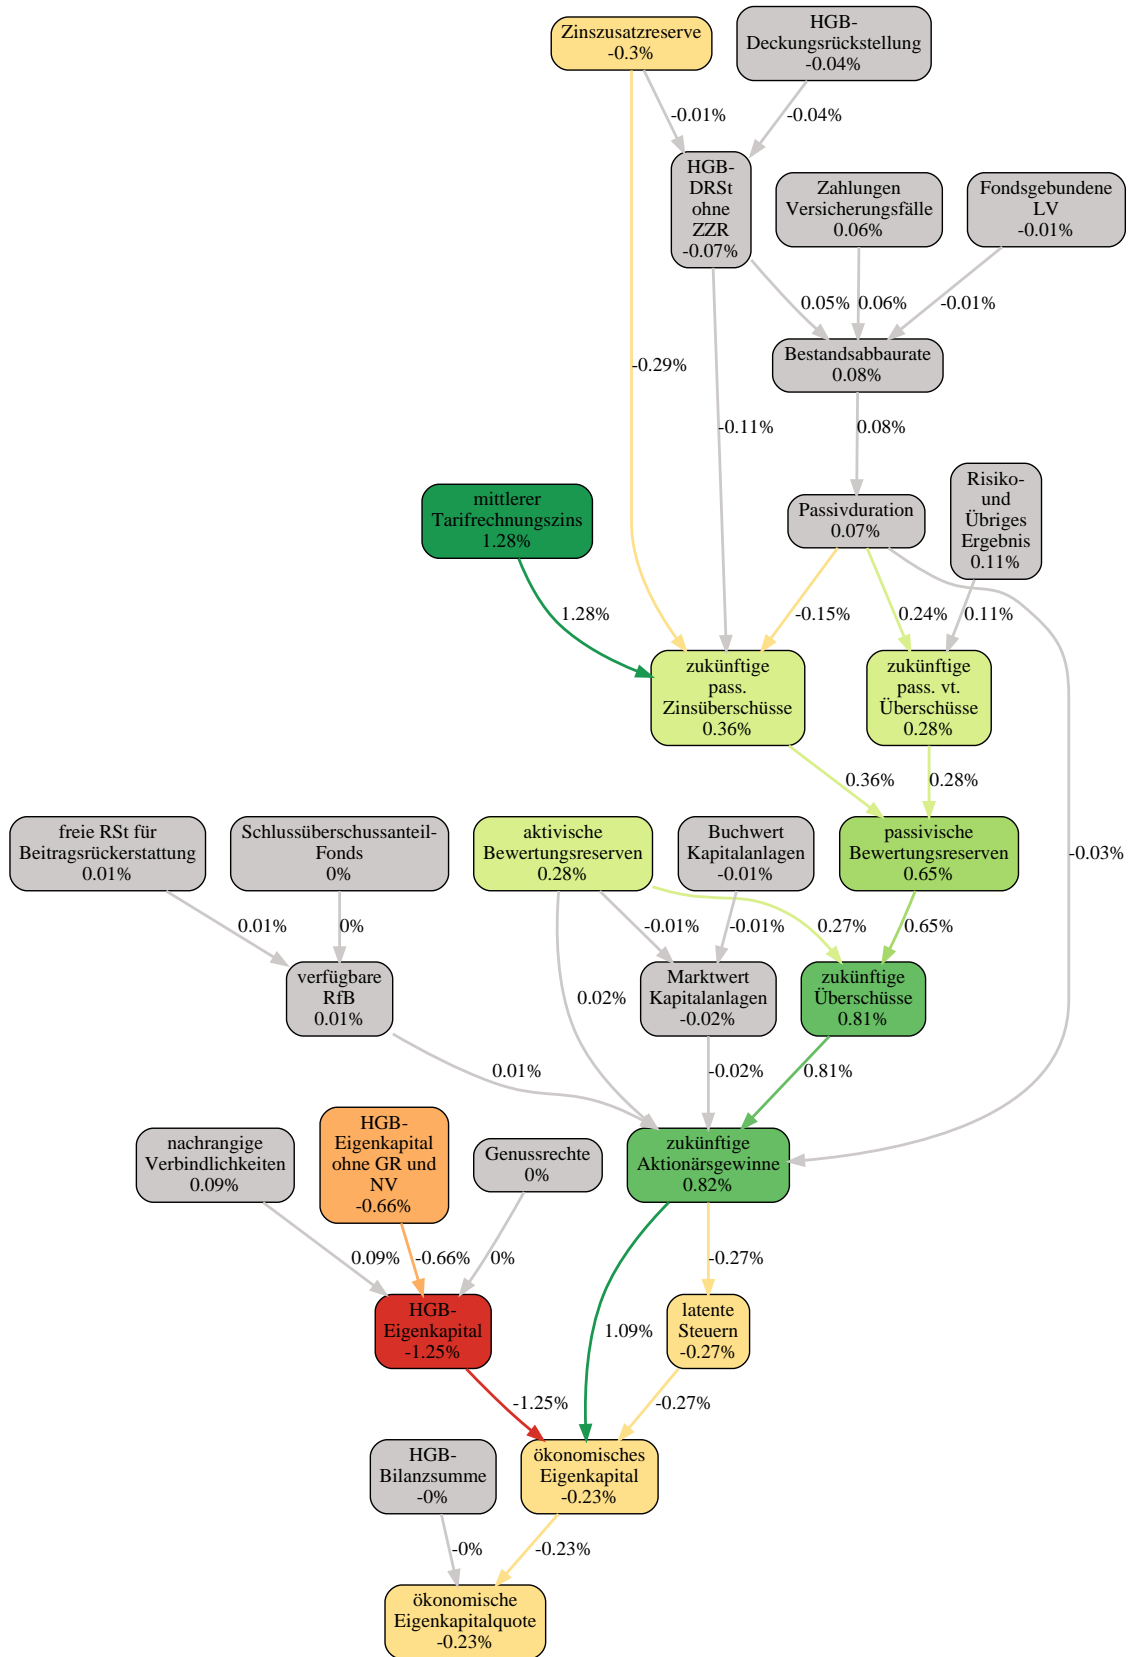 Zinszusatzreserve
-0.3%
HGB-
Deckungsrückstellung
-0.04%
-0.01%
-0.04%
HGB-
DRSt
ohne
ZZR
-0.07%
Zahlungen
Versicherungsfälle
0.06%
Fondsgebundene
LV
-0.01%
0.05%
0.06%
-0.01%
Bestandsabbaurate
0.08%
-0.29%
-0.11%
0.08%
mittlerer
Tarifrechnungszins
1.28%
Passivduration
0.07%
Risiko-
und
Übriges
Ergebnis
0.11%
1.28%
-0.15%
0.24%
0.11%
zukünftige
pass.
Zinsüberschüsse
0.36%
zukünftige
pass. vt.
Überschüsse
0.28%
0.36%
0.28%
freie RSt für
Beitragsrückerstattung
0.01%
Schlussüberschussanteil-
Fonds
0%
aktivische
Bewertungsreserven
0.28%
Buchwert
Kapitalanlagen
-0.01%
passivische
Bewertungsreserven
0.65%
-0.03%
0.01%
0%
-0.01%
-0.01%
0.27%
0.65%
verfügbare
RfB
0.01%
0.02%
Marktwert
Kapitalanlagen
-0.02%
zukünftige
Überschüsse
0.81%
0.01%
-0.02%
0.81%
nachrangige
Verbindlichkeiten
0.09%
HGB-
Eigenkapital
ohne GR und
NV
-0.66%
Genussrechte
0%
zukünftige
Aktionärsgewinne
0.82%
0.09%
-0.66%
0%
-0.27%
HGB-
Eigenkapital
-1.25%
1.09%
latente
Steuern
-0.27%
-1.25%
-0.27%
HGB-
Bilanzsumme
-0%
ökonomisches
Eigenkapital
-0.23%
-0%
-0.23%
ökonomische
Eigenkapitalquote
-0.23%